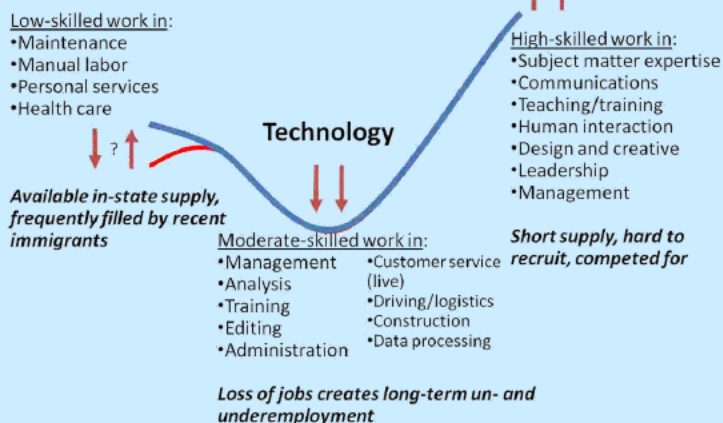 Low-skilled work in:
•Maintenance
•Manual labor
•Personal services
•Health care
?
Available in-state supply,
frequently filled by recent
immigrants
Technology
Moderate-skilled work in:
•Management
•Analysis
•Training
•Editing
•Administration
•Customer service
(live)
•Driving/logistics
•Construction
•Data processing
Loss of jobs creates long-term un- and
underemployment
High-skilled work in:
•Subject matter expertise
•Communications
•Teaching/training
•Human interaction
•Design and creative
•Leadership
•Management
Short supply, hard to
recruit, competed for